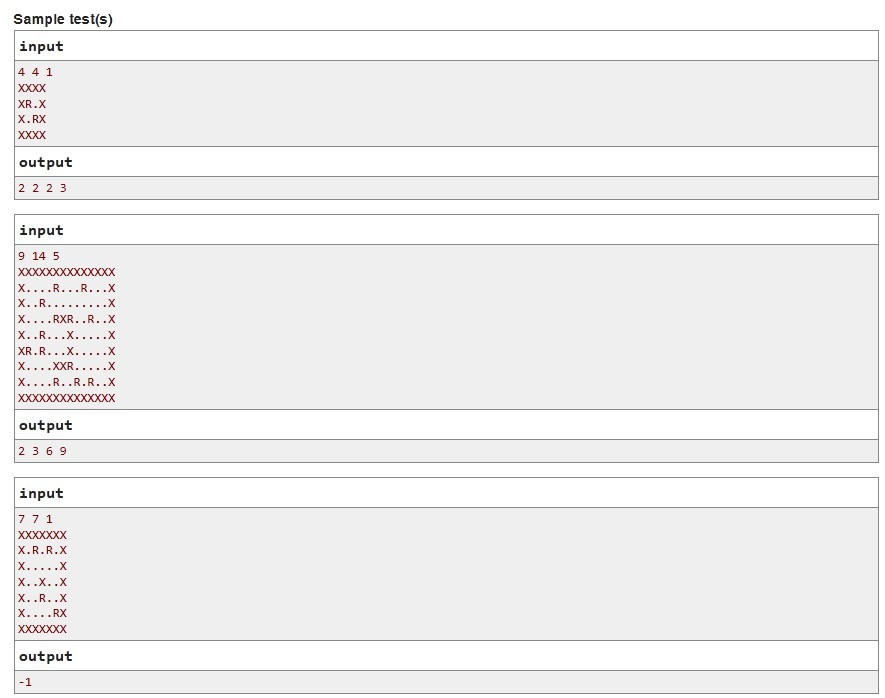 Sample test(s)
input
4 4 1
XXXX
XR.X
X.RX
XXXX
output
2 2 2 3
input
9 14 5
XXXXXXXXXXXXXX
X....R...R...X
X..R.........X
X....RXR..R..X
X..R...X.....X
XR.R...X.....X
X....XXR.....X
X....R..R.R..X
XXXXXXXXXXXXXX
output
2 3 6 9
input
7 7 1
XXXXXXX
X.R.R.X
X.....X
X..X..X
X..R..X
X....RX
XXXXXXX
output
-1